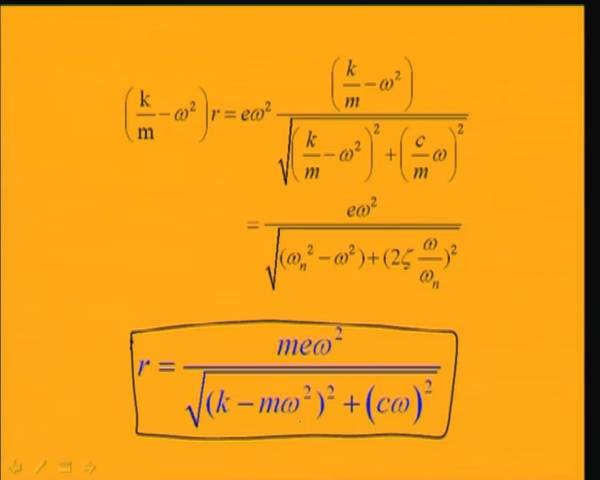 (k/m − ω²) r = eω² (k/m − ω²) / √((k/m − ω²)² + (c/m ω)²)
= eω² / √((ωₙ² − ω²) + (2ζ ω/ωₙ)²)
r = meω² / √((k − mω²)² + (cω)²)